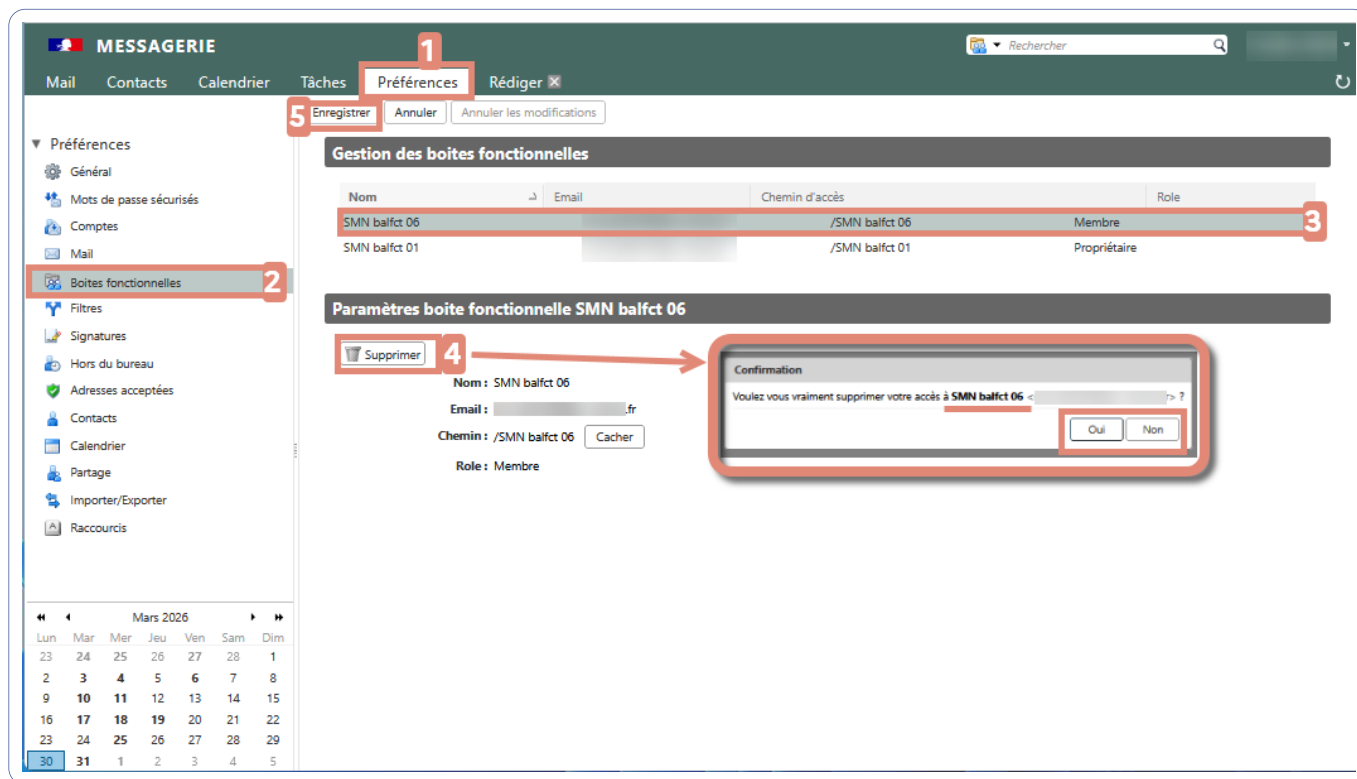 MESSAGERIE
1
Rechercher
Mail Contacts Calendrier Tâches Préférences Rédiger
5 Enregistrer Annuler Annuler les modifications
Préférences
Général
Mots de passe sécurisés
Comptes
Mail
Boites fonctionnelles 2
Filtres
Signatures
Hors du bureau
Adresses acceptées
Contacts
Calendrier
Partage
Importer/Exporter
Raccourcis
Gestion des boites fonctionnelles
Nom Email Chemin d'accès Role
SMN balfct 06 /SMN balfct 06 Membre 3
SMN balfct 01 /SMN balfct 01 Propriétaire
Paramètres boite fonctionnelle SMN balfct 06
Supprimer 4
Nom : SMN balfct 06
Email : .fr
Chemin : /SMN balfct 06 Cacher
Role : Membre
Confirmation
Voulez vous vraiment supprimer votre accès à SMN balfct 06 < r> ?
Oui Non
Mars 2026
Lun Mar Mer Jeu Ven Sam Dim
23 24 25 26 27 28 1
2 3 4 5 6 7 8
9 10 11 12 13 14 15
16 17 18 19 20 21 22
23 24 25 26 27 28 29
30 31 1 2 3 4 5